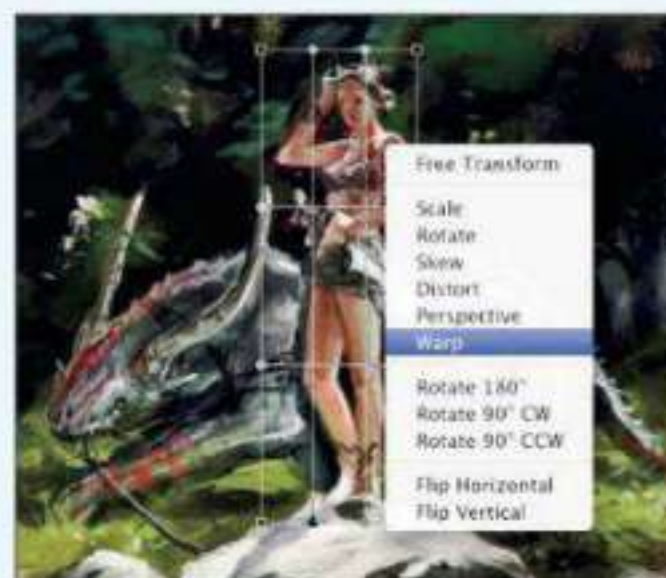 Free Transform
Scale
Rotate
Skew
Distort
Perspective
Warp
Rotate 180°
Rotate 90° CW
Rotate 90° CCW
Flip Horizontal
Flip Vertical